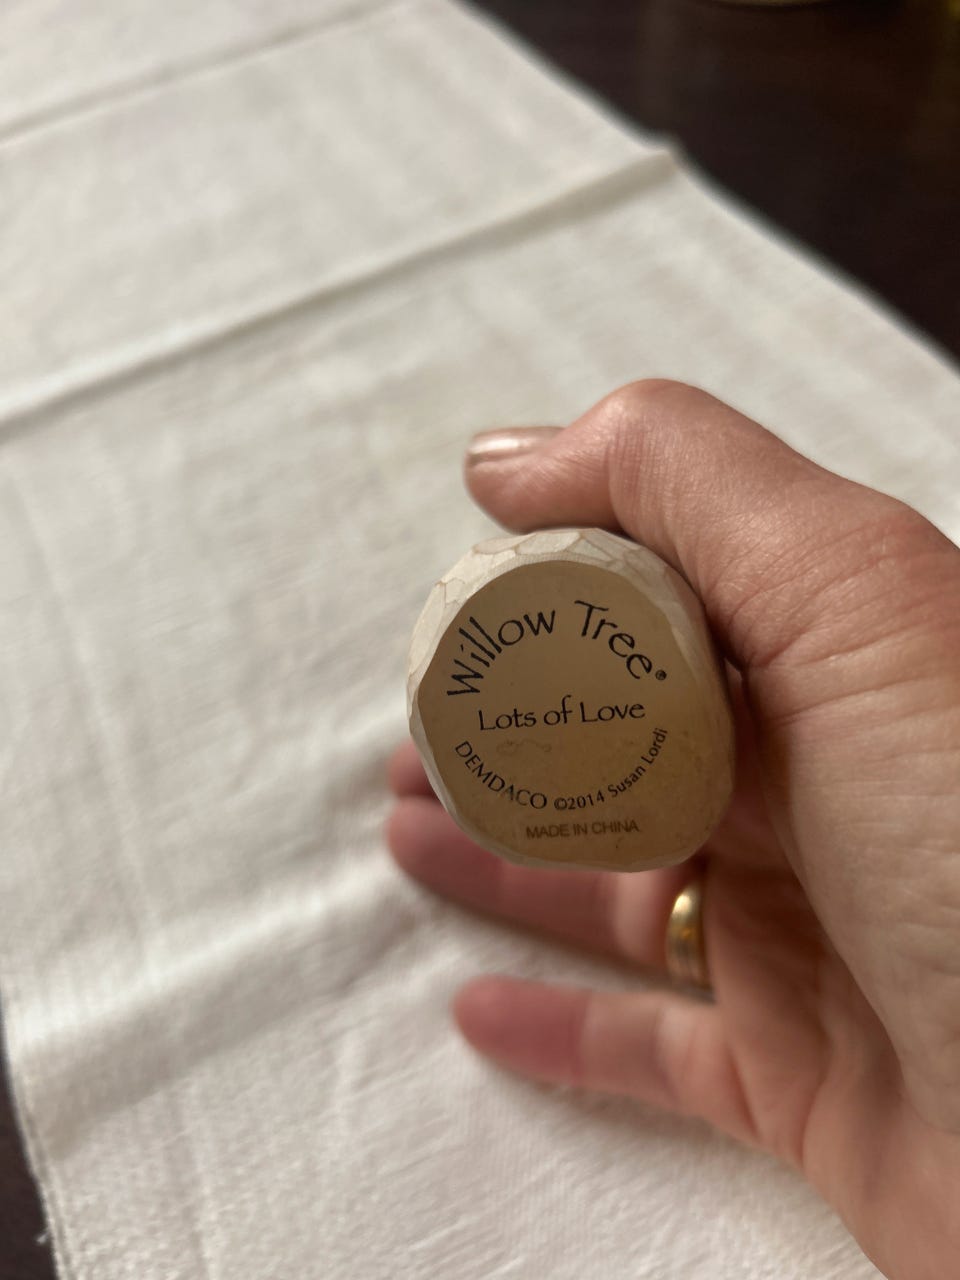 Willow Tree®
Lots of Love
DEMDACO ©2014 Susan Lordi
MADE IN CHINA